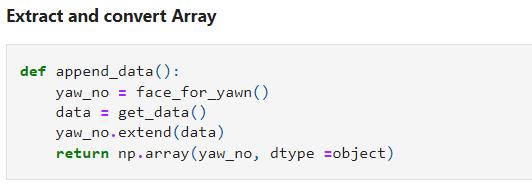 Extract and convert Array
def append_data():
    yaw_no = face_for_yawn()
    data = get_data()
    yaw_no.extend(data)
    return np.array(yaw_no, dtype =object)